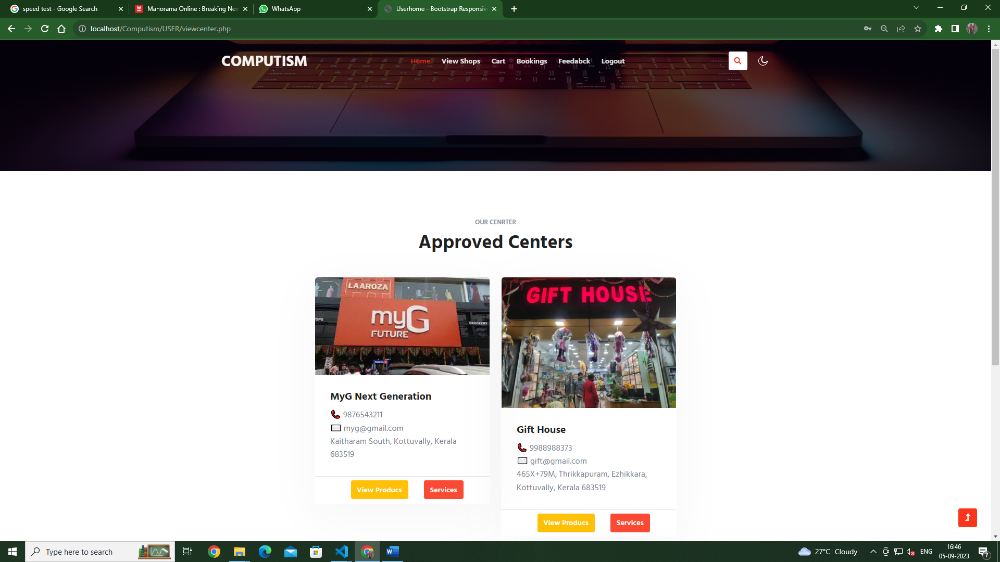 speed test - Google Search
Manorama Online : Breaking Nev
WhatsApp
Userhome - Bootstrap Responsiv
localhost/Computism/USER/viewcenter.php
COMPUTISM
Home
View Shops
Cart
Bookings
Feedabck
Logout
OUR CENRTER
Approved Centers
LAAROZA
myG
FUTURE
CROCKERY
GIFT HOUSE
MyG Next Generation
9876543211
myg@gmail.com
Kaitharam South, Kottuvally, Kerala
683519
View Producs
Services
Gift House
9988988373
gift@gmail.com
465X+79M, Thrikkapuram, Ezhikkara,
Kottuvally, Kerala 683519
View Producs
Services
Type here to search
27°C Cloudy
ENG
16:46
05-09-2023
7